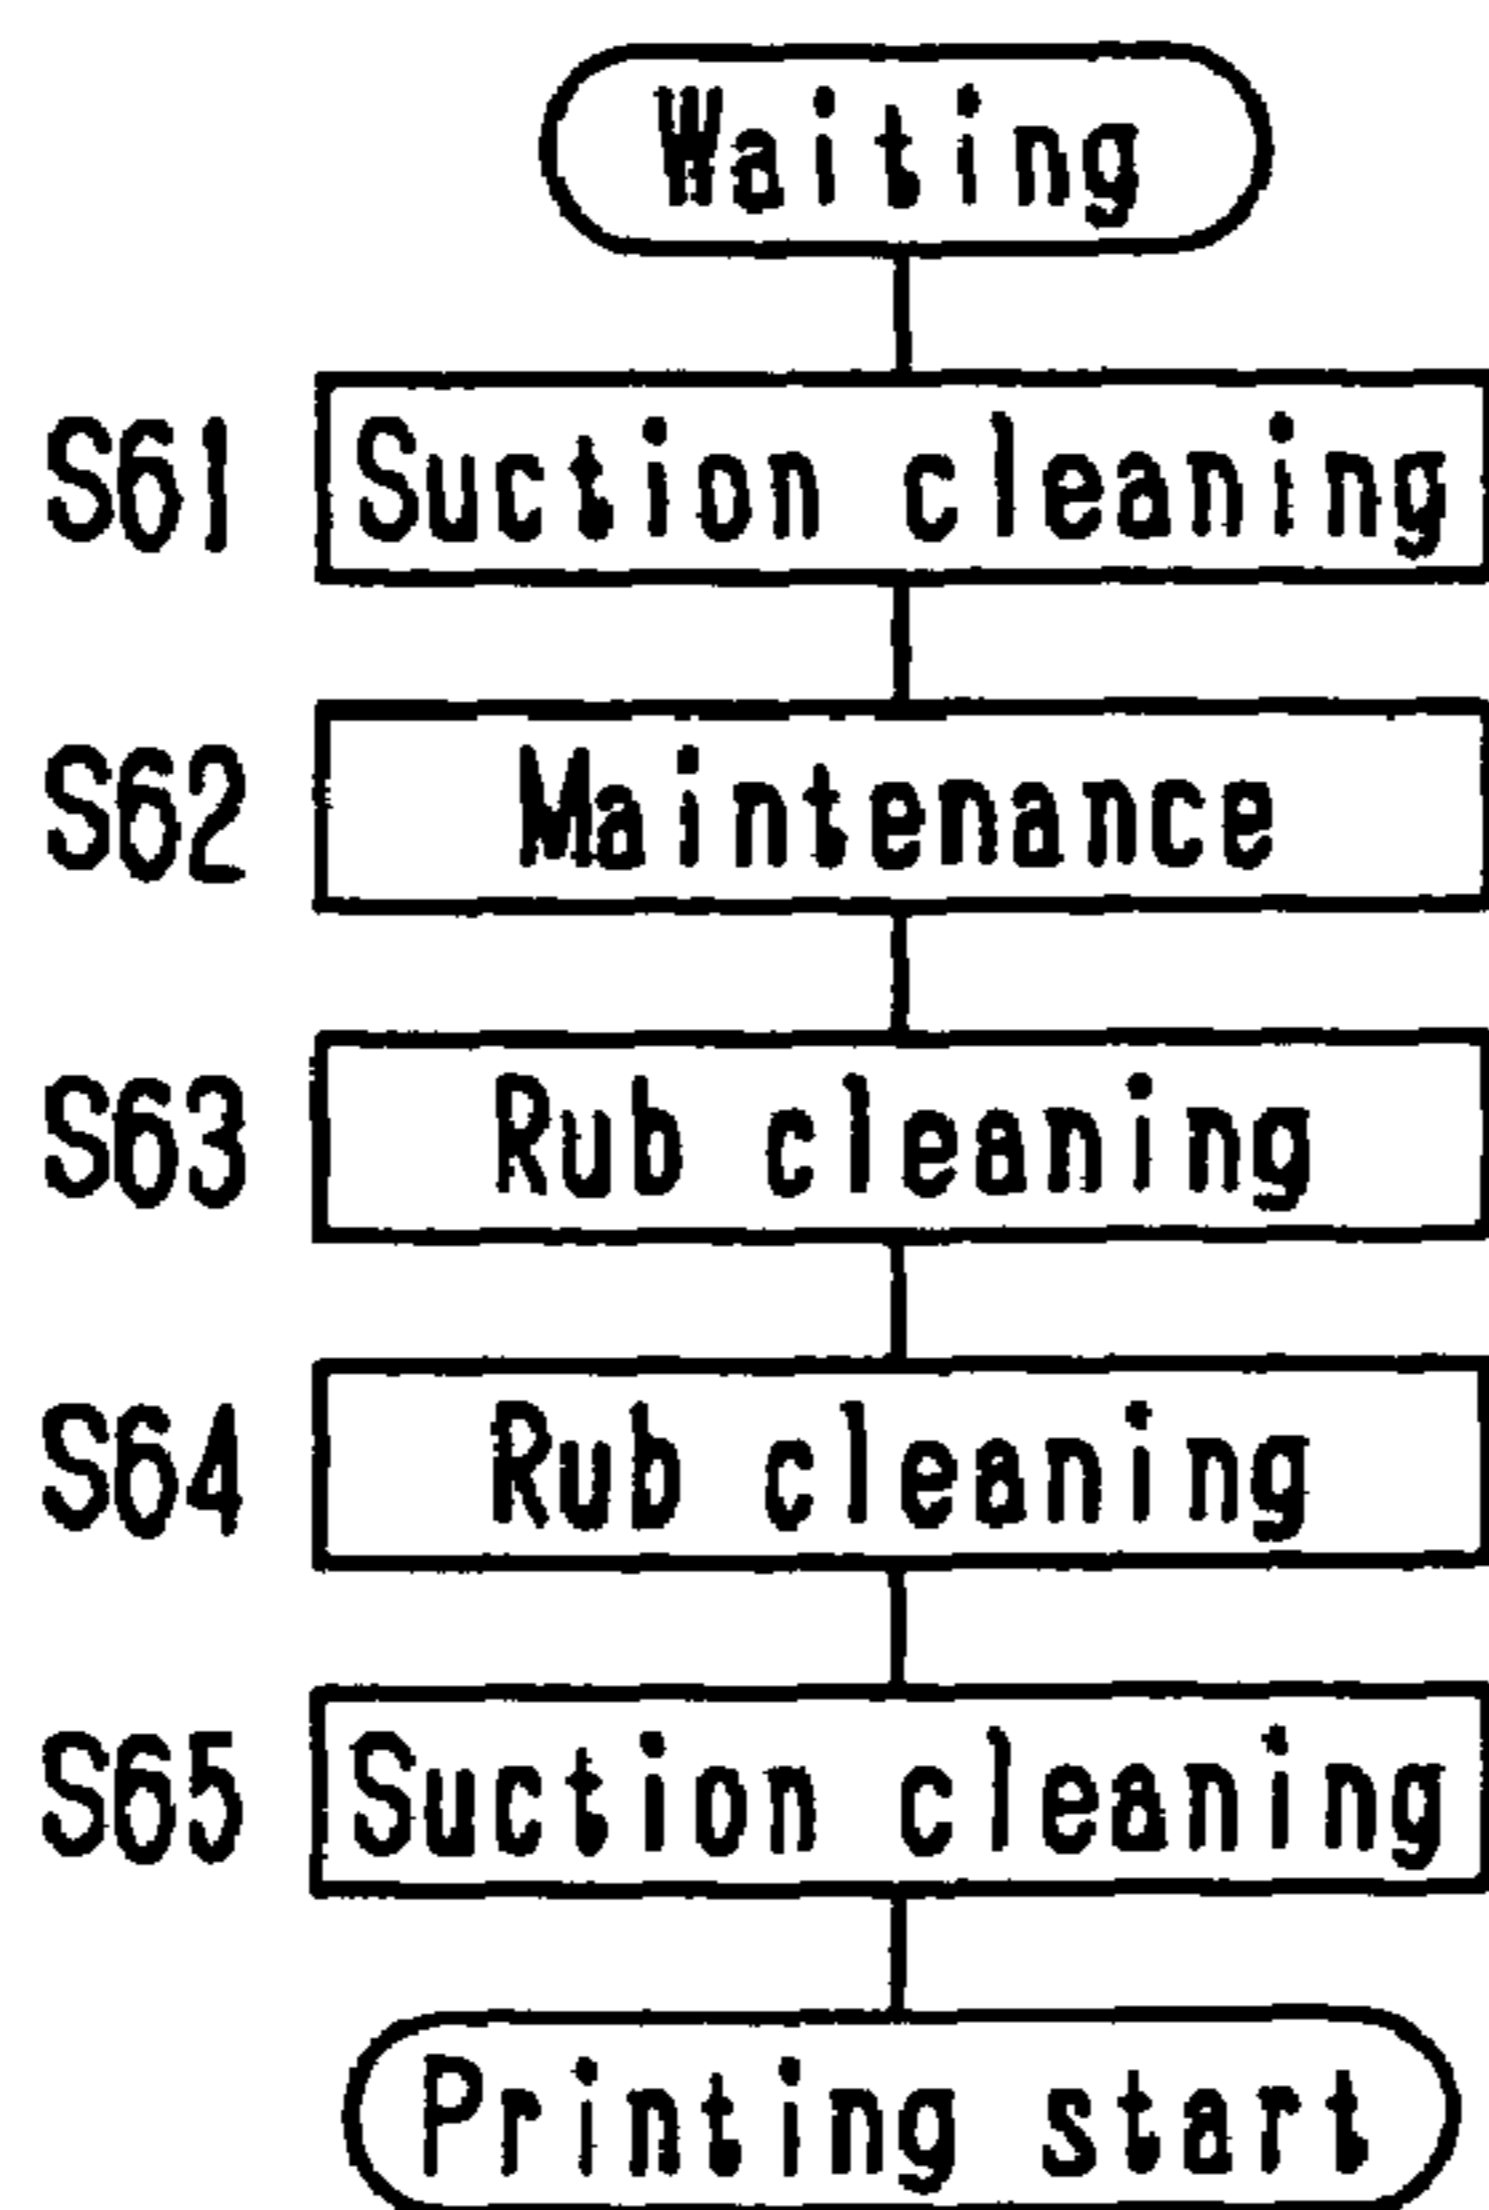 Waiting
S61 Suction cleaning
S62 Maintenance
S63 Rub cleaning
S64 Rub cleaning
S65 Suction cleaning
Printing start